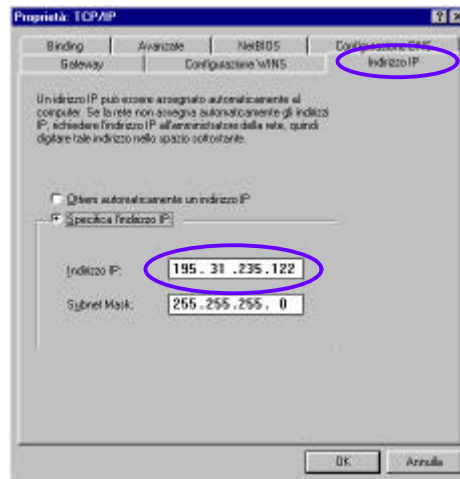 Proprietà: TCP/IP
Binding Avanzate NetBIOS Configurazione DNS
Gateway Configurazione WINS Indirizzo IP
Un idirizzo IP può essere assegnato automaticamente al
computer. Se la rete non assegna automaticamente gli indirizzi
IP, richiedere l'indirizzo IP all'amministratore della rete, quindi
digitare tale indirizzo nello spazio sottostante.
Ottieni automaticamente un indirizzo IP
Specifica l'indirizzo IP:
Indirizzo IP: 195. 31 .235.122
Subnet Mask: 255.255.255. 0
OK Annulla